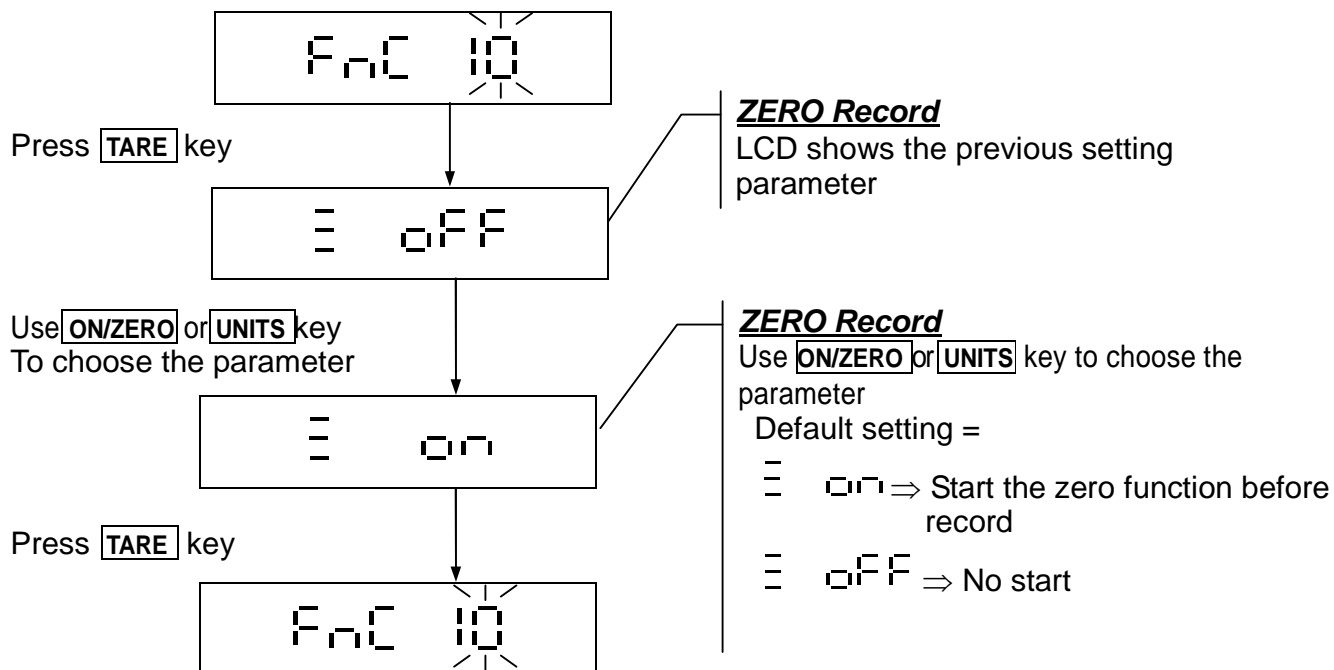 FnC 10
Press TARE key
ZERO Record
LCD shows the previous setting
parameter
oFF
Use ON/ZERO or UNITS key
To choose the parameter
ZERO Record
Use ON/ZERO or UNITS key to choose the
parameter
Default setting =
on
on ⇒ Start the zero function before
record
Press TARE key
oFF ⇒ No start
FnC 10